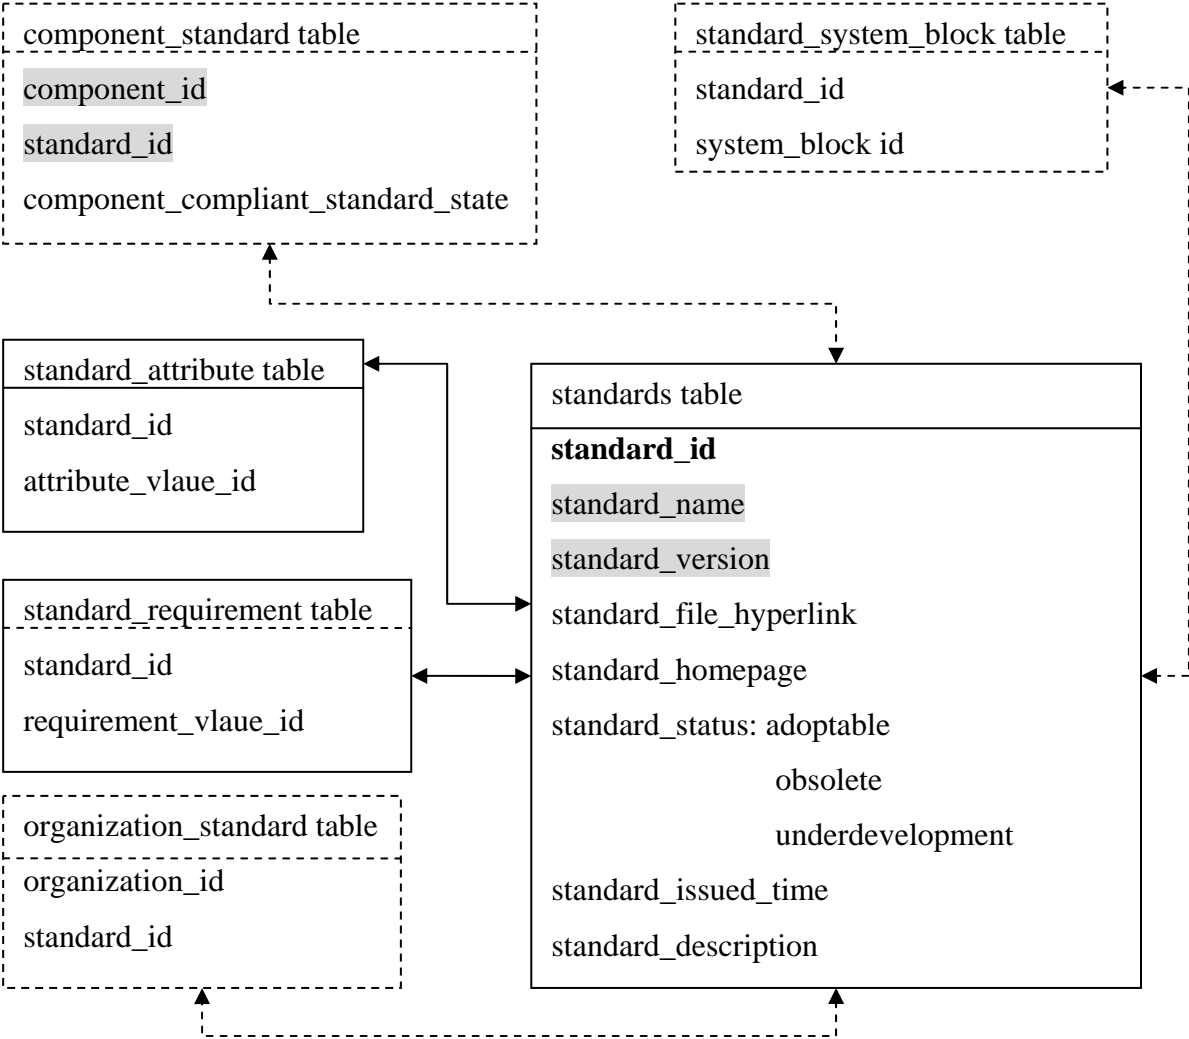 component_standard table
component_id
standard_id
component_compliant_standard_state
standard_system_block table
standard_id
system_block id
standard_attribute table
standard_id
attribute_vlaue_id
standard_requirement table
standard_id
requirement_vlaue_id
organization_standard table
organization_id
standard_id
standards table
standard_id
standard_name
standard_version
standard_file_hyperlink
standard_homepage
standard_status: adoptable
obsolete
underdevelopment
standard_issued_time
standard_description